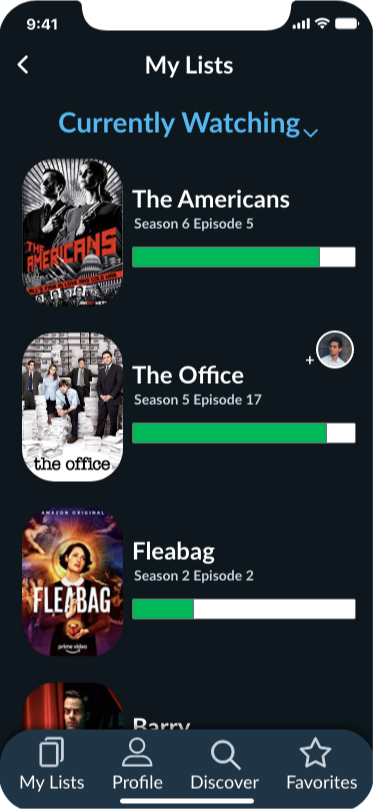 9:41
My Lists
Currently Watching
THE
AMERICANS
The Americans
Season 6 Episode 5
the office
+
The Office
Season 5 Episode 17
AMAZON ORIGINAL
FLEABAG
prime video
Fleabag
Season 2 Episode 2
Barry
My Lists Profile Discover Favorites